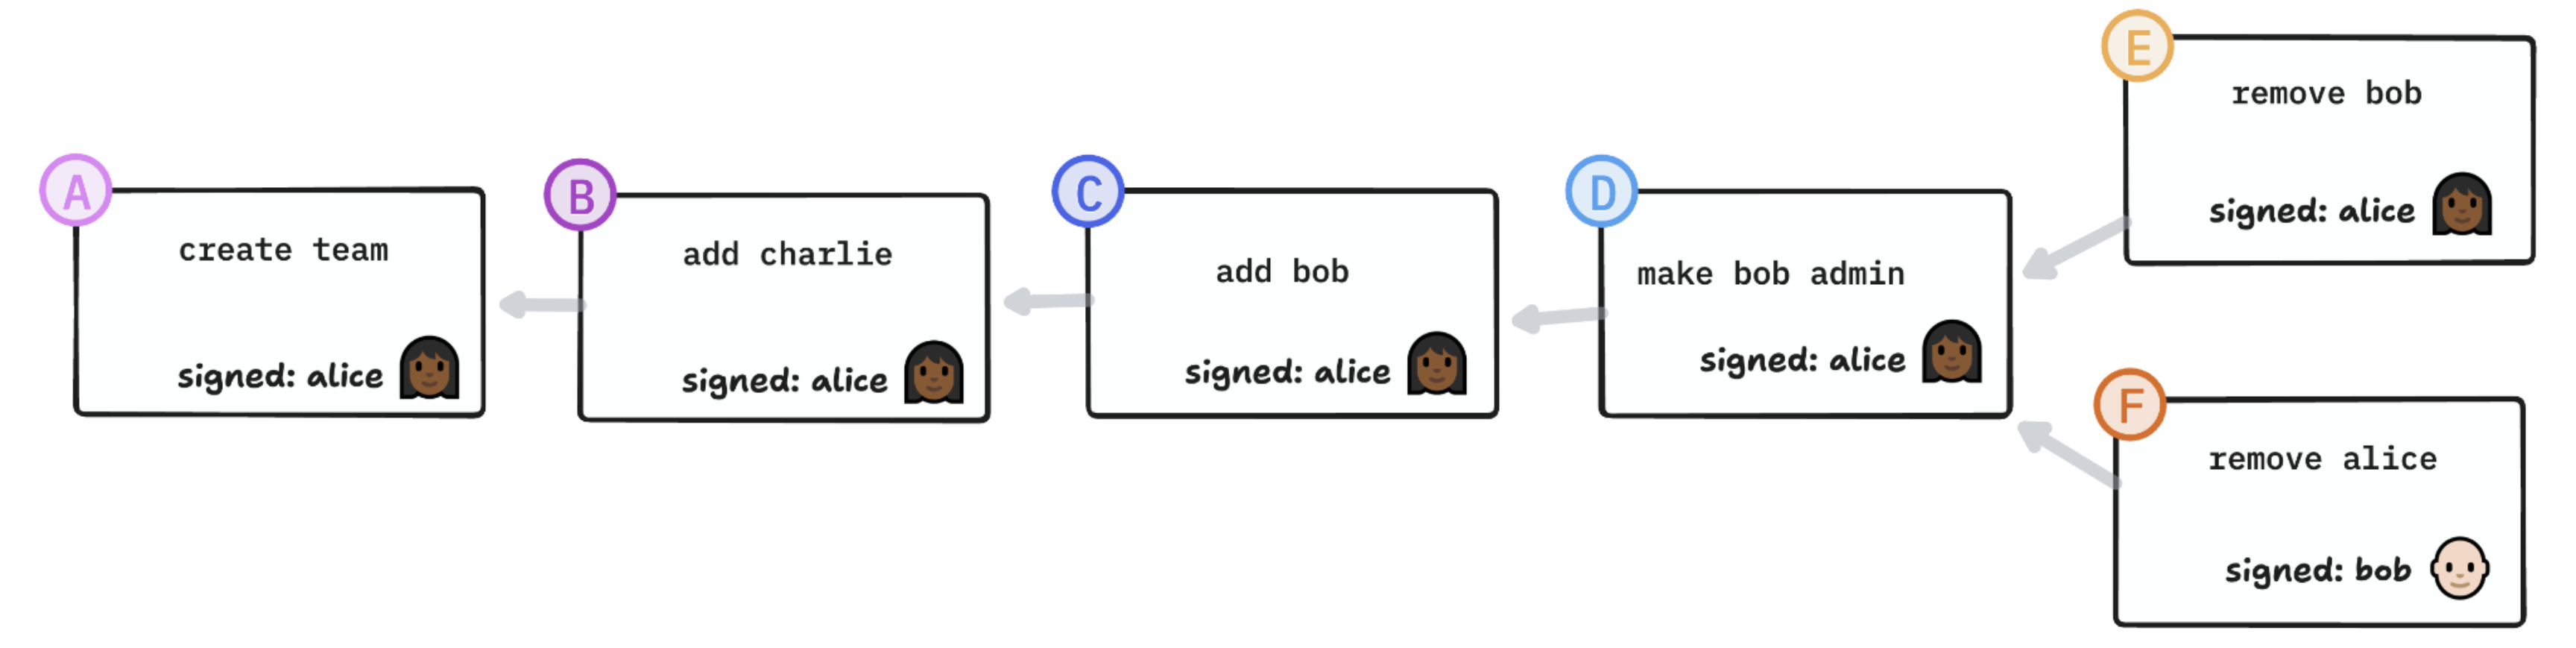 A
create team
signed: alice
B
add charlie
signed: alice
C
add bob
signed: alice
D
make bob admin
signed: alice
E
remove bob
signed: alice
F
remove alice
signed: bob